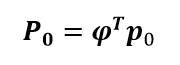 𝑷₀ = 𝝋ᵀ𝒑₀